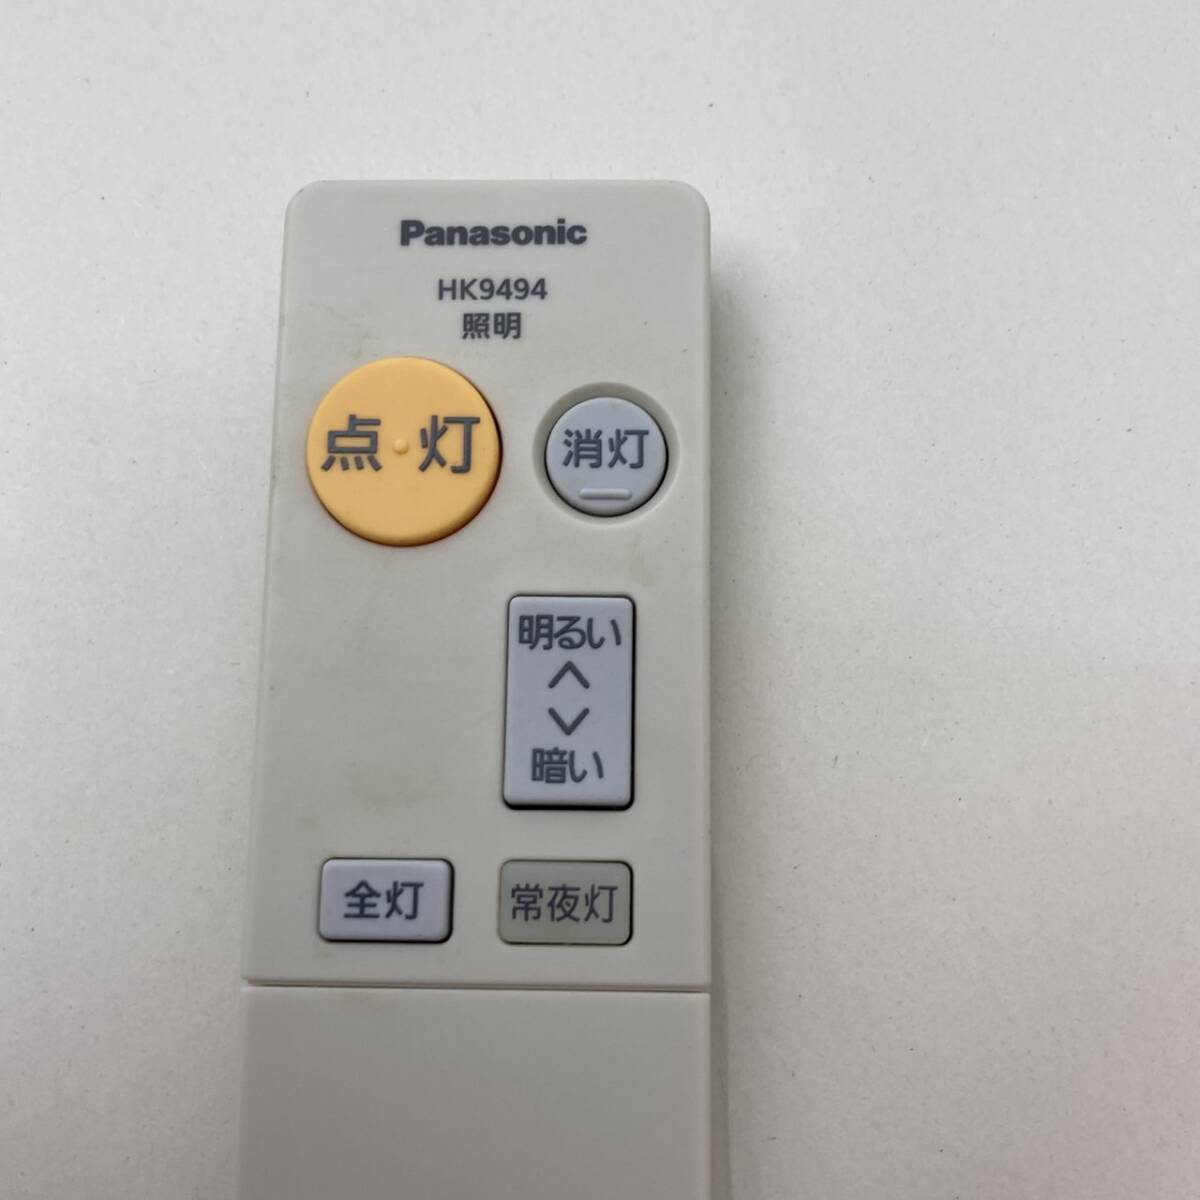 Panasonic
HK9494
照明
点・灯
消灯
明るい
暗い
全灯
常夜灯